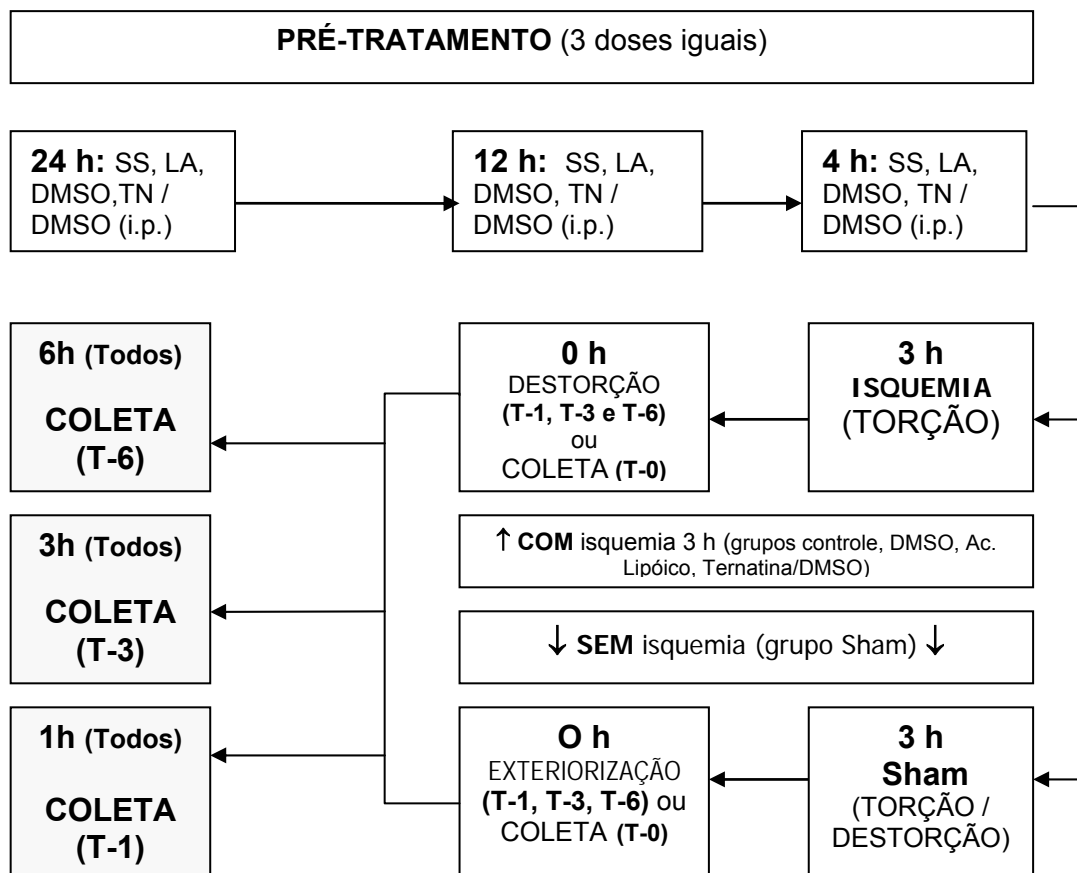 PRÉ-TRATAMENTO (3 doses iguais)
24 h: SS, LA,
DMSO,TN /
DMSO (i.p.)
12 h: SS, LA,
DMSO, TN /
DMSO (i.p.)
4 h: SS, LA,
DMSO, TN /
DMSO (i.p.)
6h (Todos)
COLETA
(T-6)
0 h
DESTORÇÃO
(T-1, T-3 e T-6)
ou
COLETA (T-0)
3 h
ISQUEMIA
(TORÇÃO)
3h (Todos)
COLETA
(T-3)
↑ COM isquemia 3 h (grupos controle, DMSO, Ac.
Lipóico, Ternatina/DMSO)
↓ SEM isquemia (grupo Sham) ↓
1h (Todos)
COLETA
(T-1)
O h
EXTERIORIZAÇÃO
(T-1, T-3, T-6) ou
COLETA (T-0)
3 h
Sham
(TORÇÃO /
DESTORÇÃO)